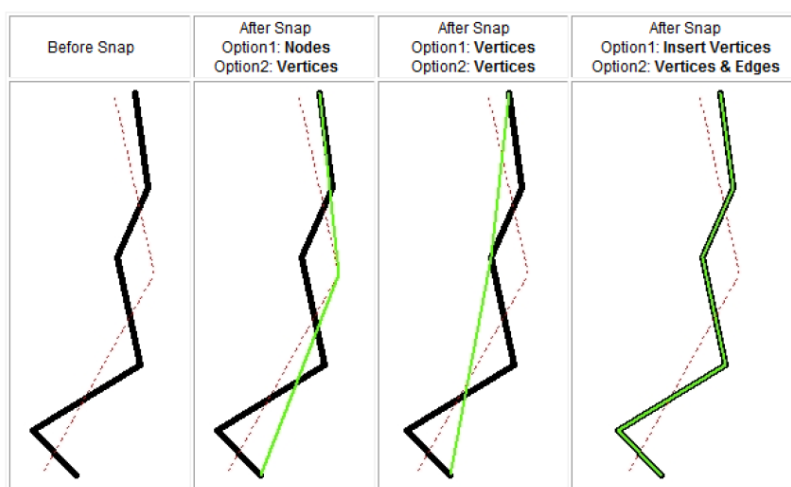 Before Snap
After Snap
Option1: Nodes
Option2: Vertices
After Snap
Option1: Vertices
Option2: Vertices
After Snap
Option1: Insert Vertices
Option2: Vertices & Edges